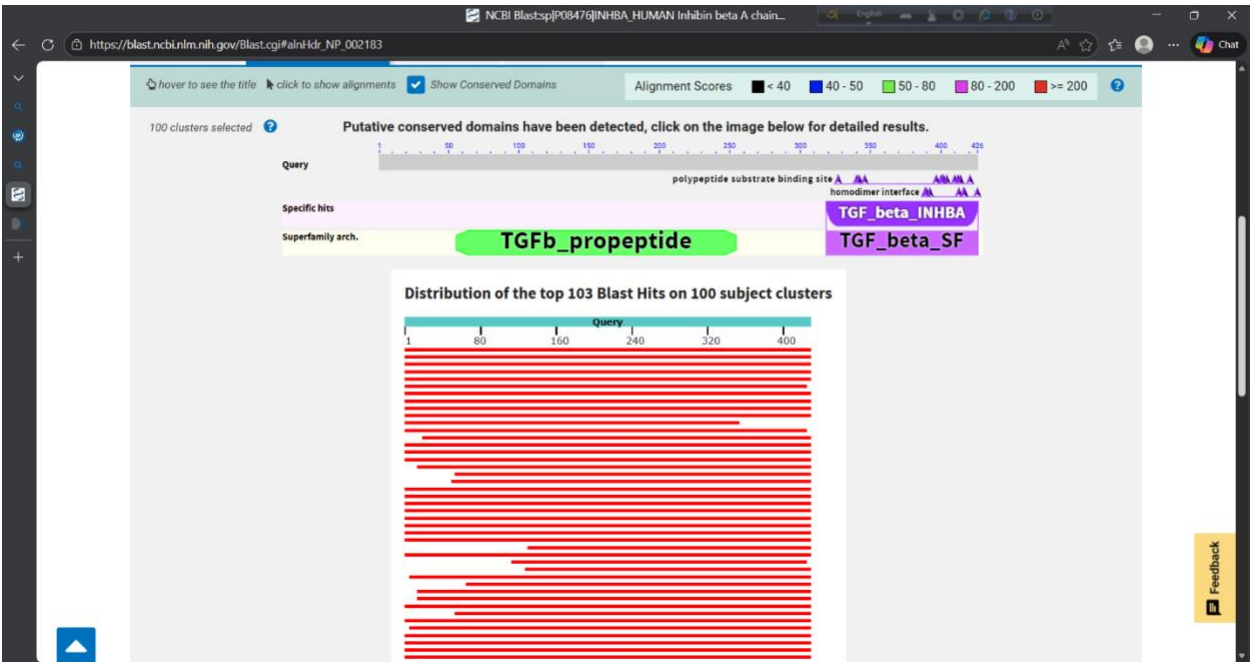 NCBI Blast:sp|P08476|INHBA_HUMAN Inhibin beta A chain...
English
https://blast.ncbi.nlm.nih.gov/Blast.cgi#alnHdr_NP_002183
Chat
hover to see the title click to show alignments Show Conserved Domains Alignment Scores < 40 40 - 50 50 - 80 80 - 200 >= 200 ?
100 clusters selected ? Putative conserved domains have been detected, click on the image below for detailed results.
1 50 100 150 200 250 300 350 400 426
Query
polypeptide substrate binding site
homodimer interface
Specific hits TGF_beta_INHBA
Superfamily arch. TGFb_propeptide TGF_beta_SF
Distribution of the top 103 Blast Hits on 100 subject clusters
Query
1 80 160 240 320 400
Feedback